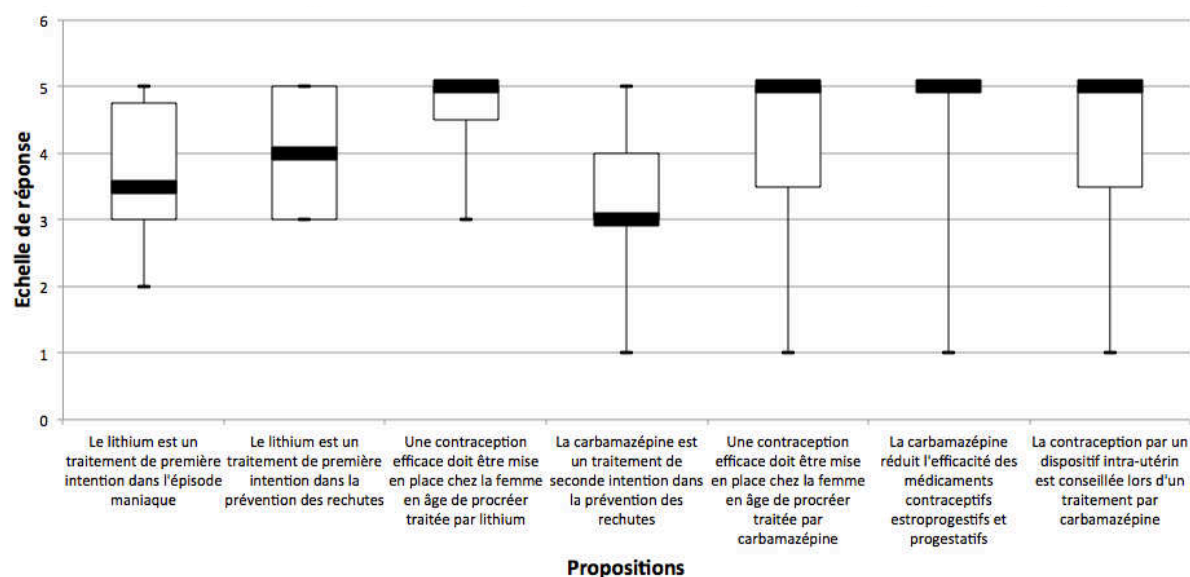 6
5
4
3
2
1
0
Echelle de réponse
Le lithium est un
traitement de première
intention dans l'épisode
maniaque
Le lithium est un
traitement de première
intention dans la
prévention des rechutes
Une contraception
efficace doit être mise
en place chez la femme
en âge de procréer
traitée par lithium
La carbamazépine est
un traitement de
seconde intention dans
la prévention des
rechutes
Une contraception
efficace doit être mise
en place chez la femme
en âge de procréer
traitée par
carbamazépine
La carbamazépine
réduit l'efficacité des
médicaments
contraceptifs
estroprogestifs et
progestatifs
La contraception par un
dispositif intra-utérin
est conseillée lors d'un
traitement par
carbamazépine
Propositions